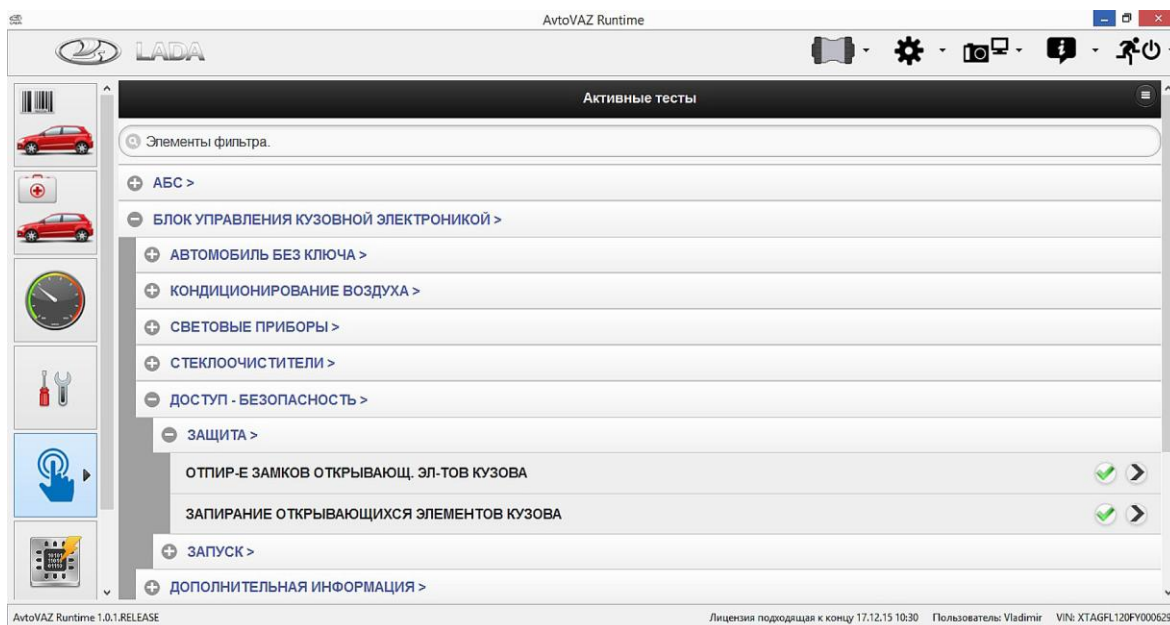 AvtoVAZ Runtime
LADA
Активные тесты
Элементы фильтра.
АБС >
БЛОК УПРАВЛЕНИЯ КУЗОВНОЙ ЭЛЕКТРОНИКОЙ >
АВТОМОБИЛЬ БЕЗ КЛЮЧА >
КОНДИЦИОНИРОВАНИЕ ВОЗДУХА >
СВЕТОВЫЕ ПРИБОРЫ >
СТЕКЛООЧИСТИТЕЛИ >
ДОСТУП - БЕЗОПАСНОСТЬ >
ЗАЩИТА >
ОТПИР-Е ЗАМКОВ ОТКРЫВАЮЩ. ЭЛ-ТОВ КУЗОВА
ЗАПИРАНИЕ ОТКРЫВАЮЩИХСЯ ЭЛЕМЕНТОВ КУЗОВА
ЗАПУСК >
ДОПОЛНИТЕЛЬНАЯ ИНФОРМАЦИЯ >
AvtoVAZ Runtime 1.0.1.RELEASE Лицензия подходящая к концу 17.12.15 10:30 Пользователь: Vladimir VIN: XTAGFL120FY000629